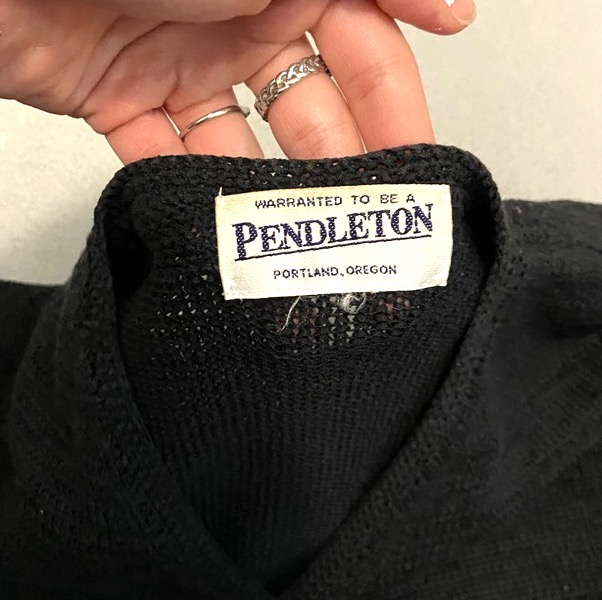 WARRANTED TO BE A
PENDLETON
PORTLAND, OREGON